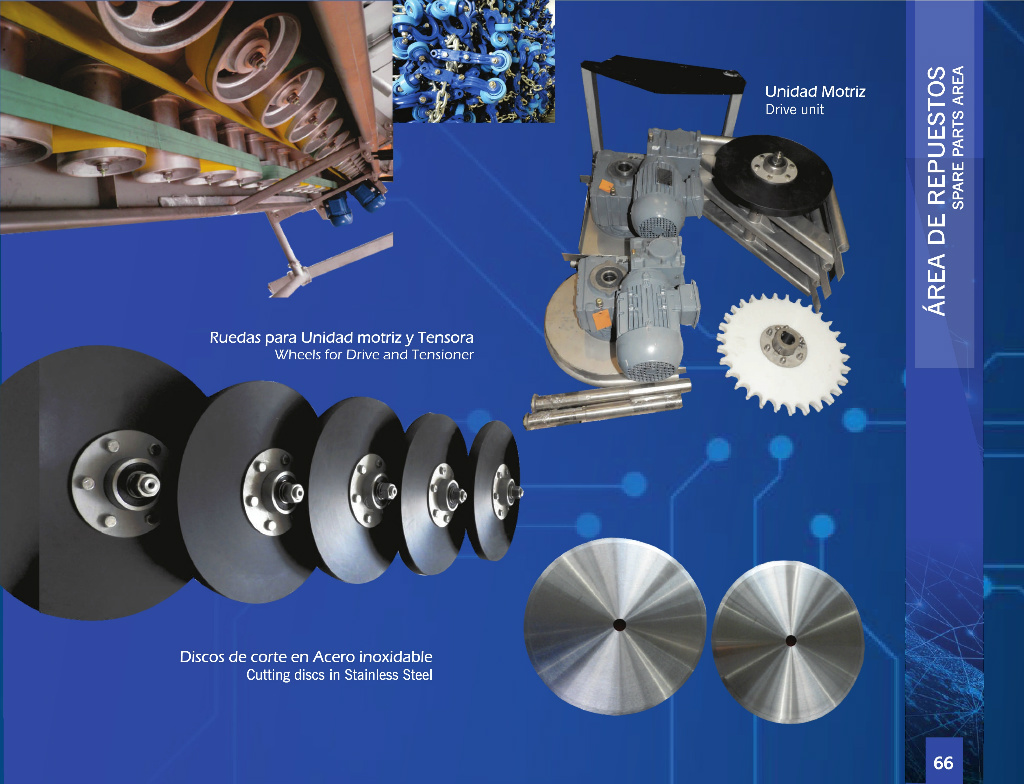 Unidad Motriz
Drive unit
Ruedas para Unidad motriz y Tensora
Wheels for Drive and Tensioner
Discos de corte en Acero inoxidable
Cutting discs in Stainless Steel
ÁREA DE REPUESTOS
SPARE PARTS AREA
66